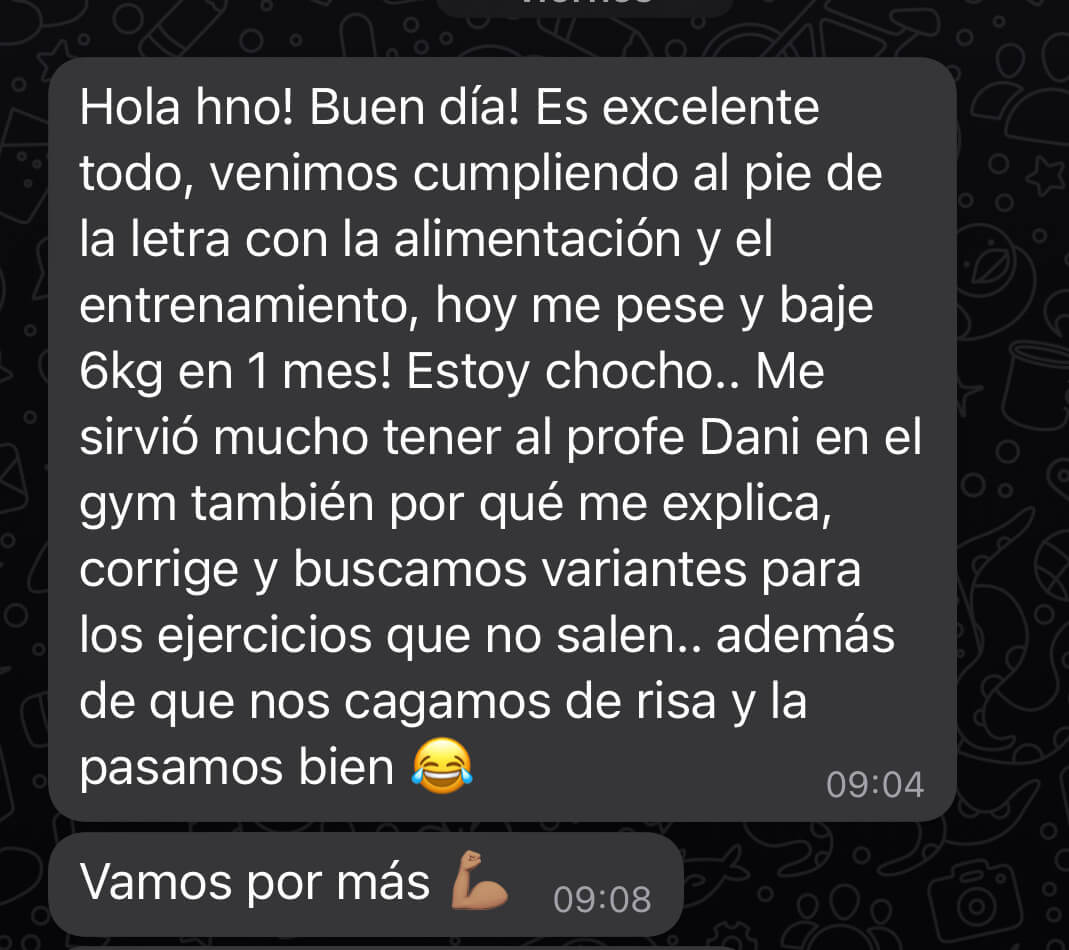 Hola hno! Buen día! Es excelente
todo, venimos cumpliendo al pie de
la letra con la alimentación y el
entrenamiento, hoy me pese y baje
6kg en 1 mes! Estoy chocho.. Me
sirvió mucho tener al profe Dani en el
gym también por qué me explica,
corrige y buscamos variantes para
los ejercicios que no salen.. además
de que nos cagamos de risa y la
pasamos bien 😂
09:04
Vamos por más 💪🏽
09:08